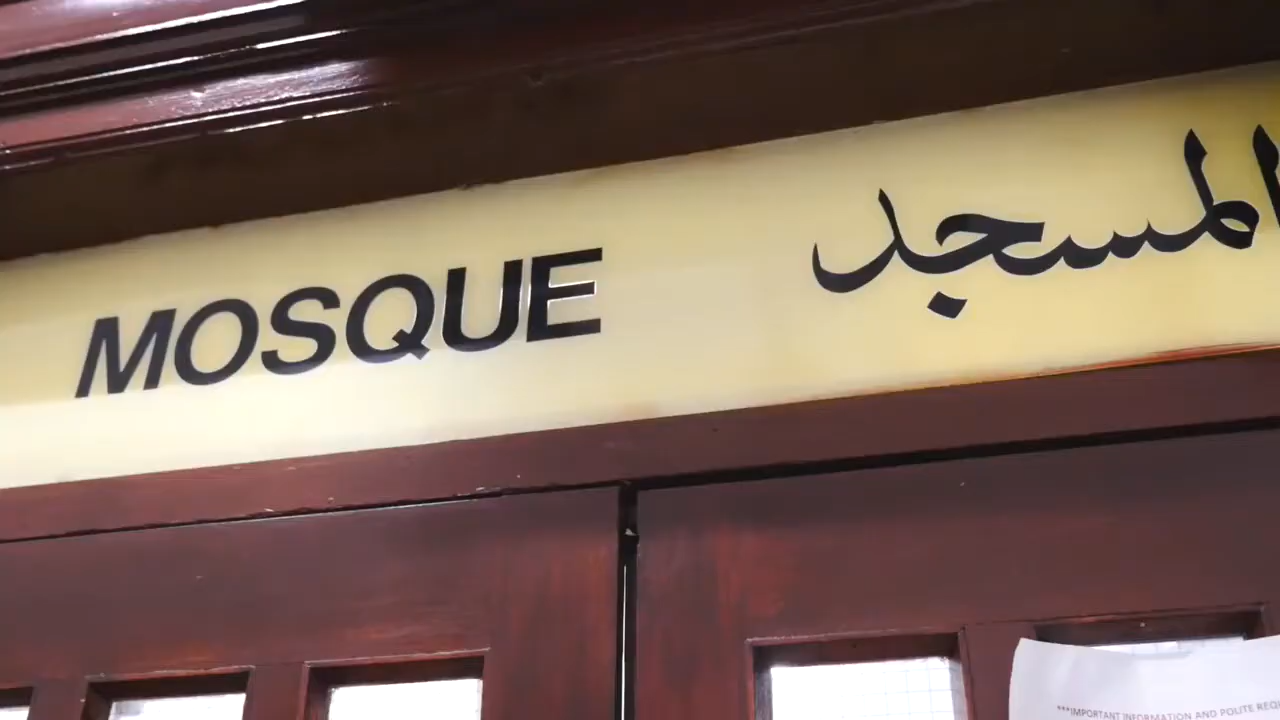 MOSQUE
المسجد
***IMPORTANT INFORMATION AND POLITE